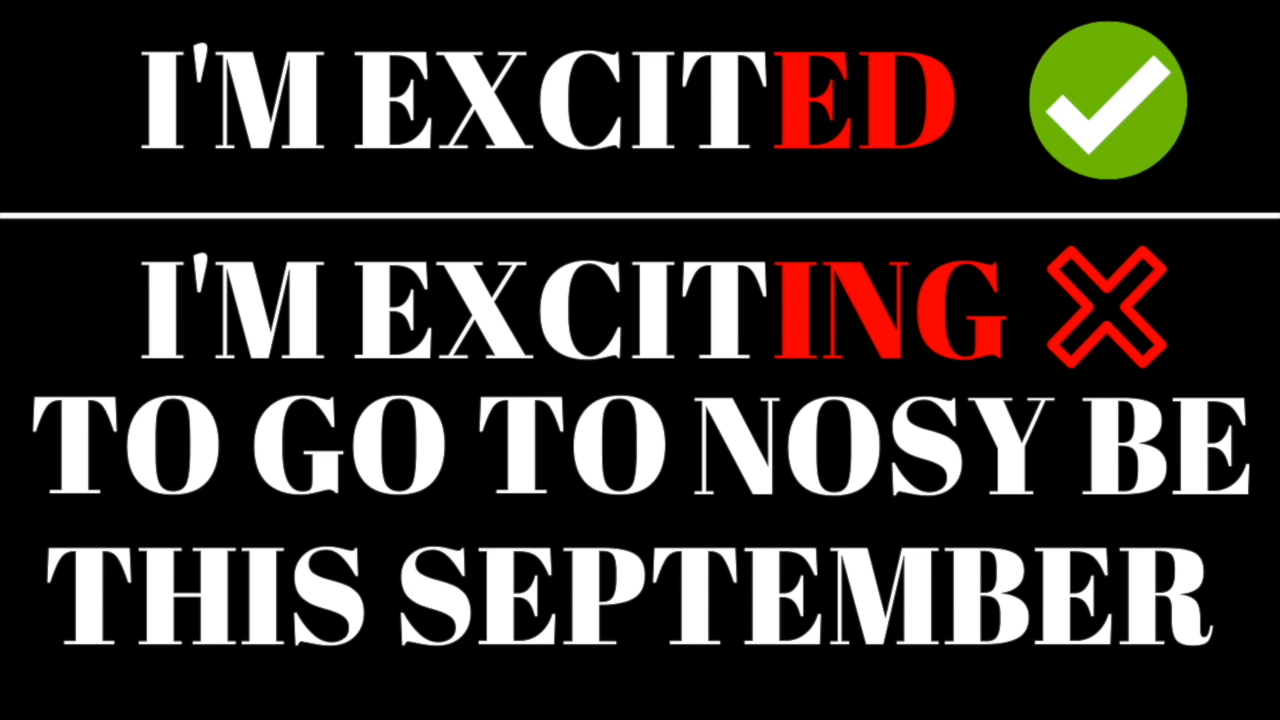 I'M EXCITED
I'M EXCITING
TO GO TO NOSY BE
THIS SEPTEMBER